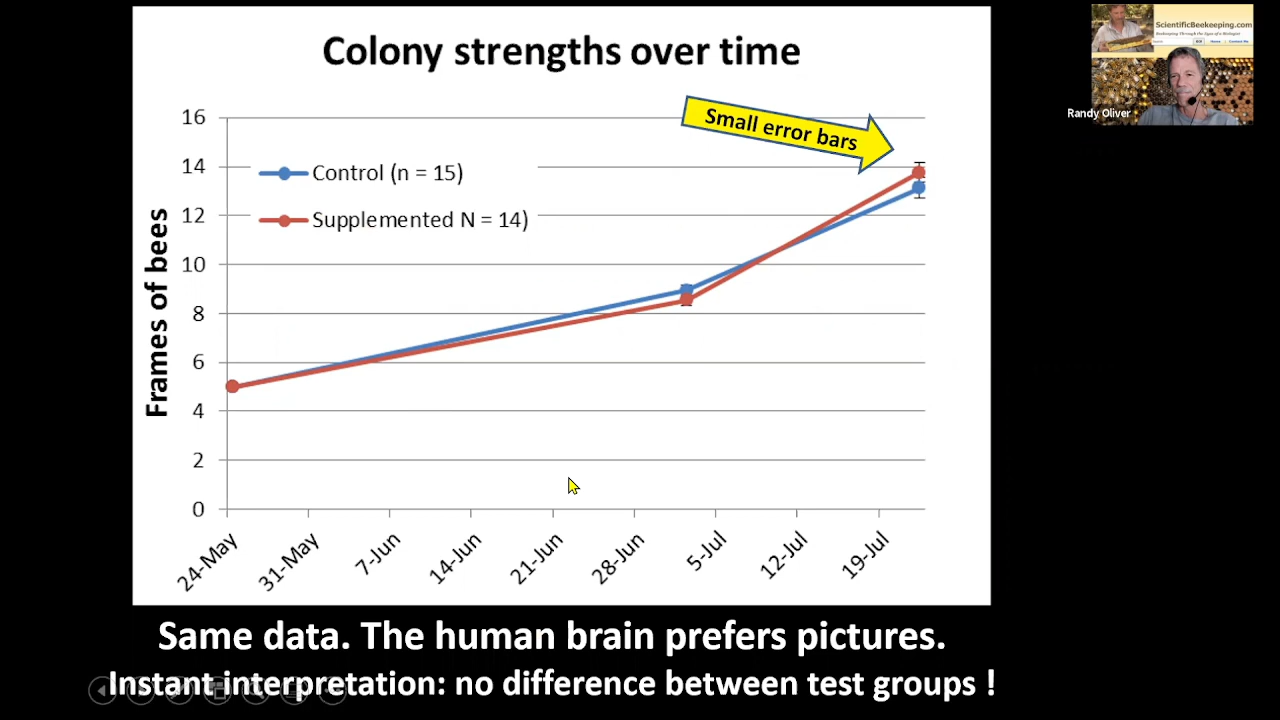 Colony strengths over time
Small error bars
16
14
12
10
8
6
4
2
0
Frames of bees
Control (n = 15)
Supplemented N = 14)
24-May
31-May
7-Jun
14-Jun
21-Jun
28-Jun
5-Jul
12-Jul
19-Jul
Same data. The human brain prefers pictures.
Instant interpretation: no difference between test groups !
ScientificBeekeeping.com
Randy Oliver